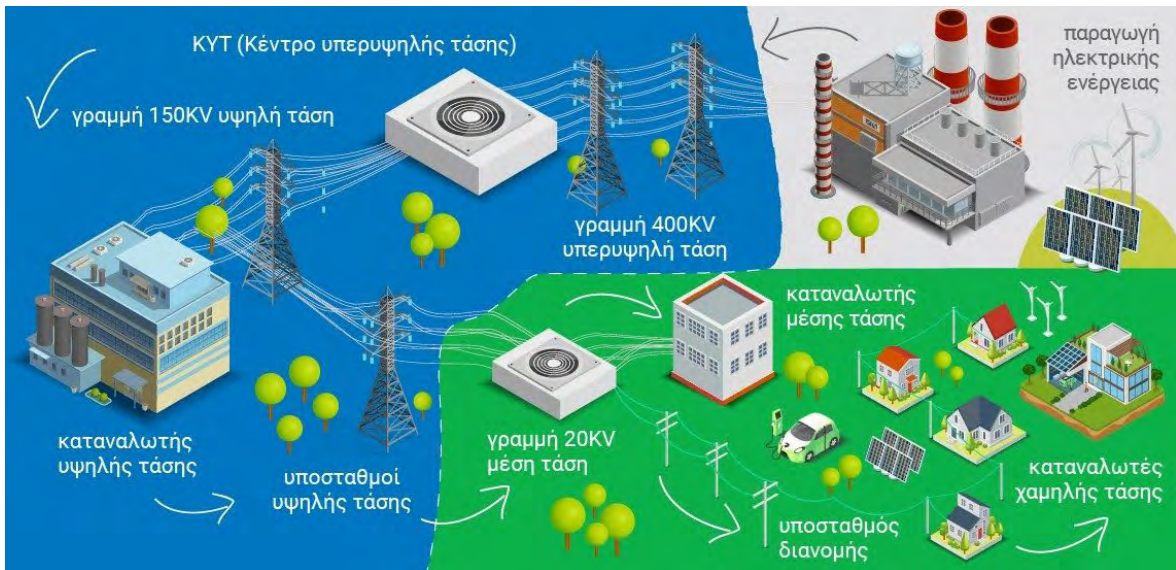 ΚΥΤ (Κέντρο υπερυψηλής τάσης)
γραμμή 150KV υψηλή τάση
παραγωγή
ηλεκτρικής
ενέργειας
γραμμή 400KV
υπερυψηλή τάση
καταναλωτής
μέσης τάσης
καταναλωτής
υψηλής τάσης
υποσταθμοί
υψηλής τάσης
γραμμή 20KV
μέση τάση
υποσταθμός
διανομής
καταναλωτές
χαμηλής τάσης